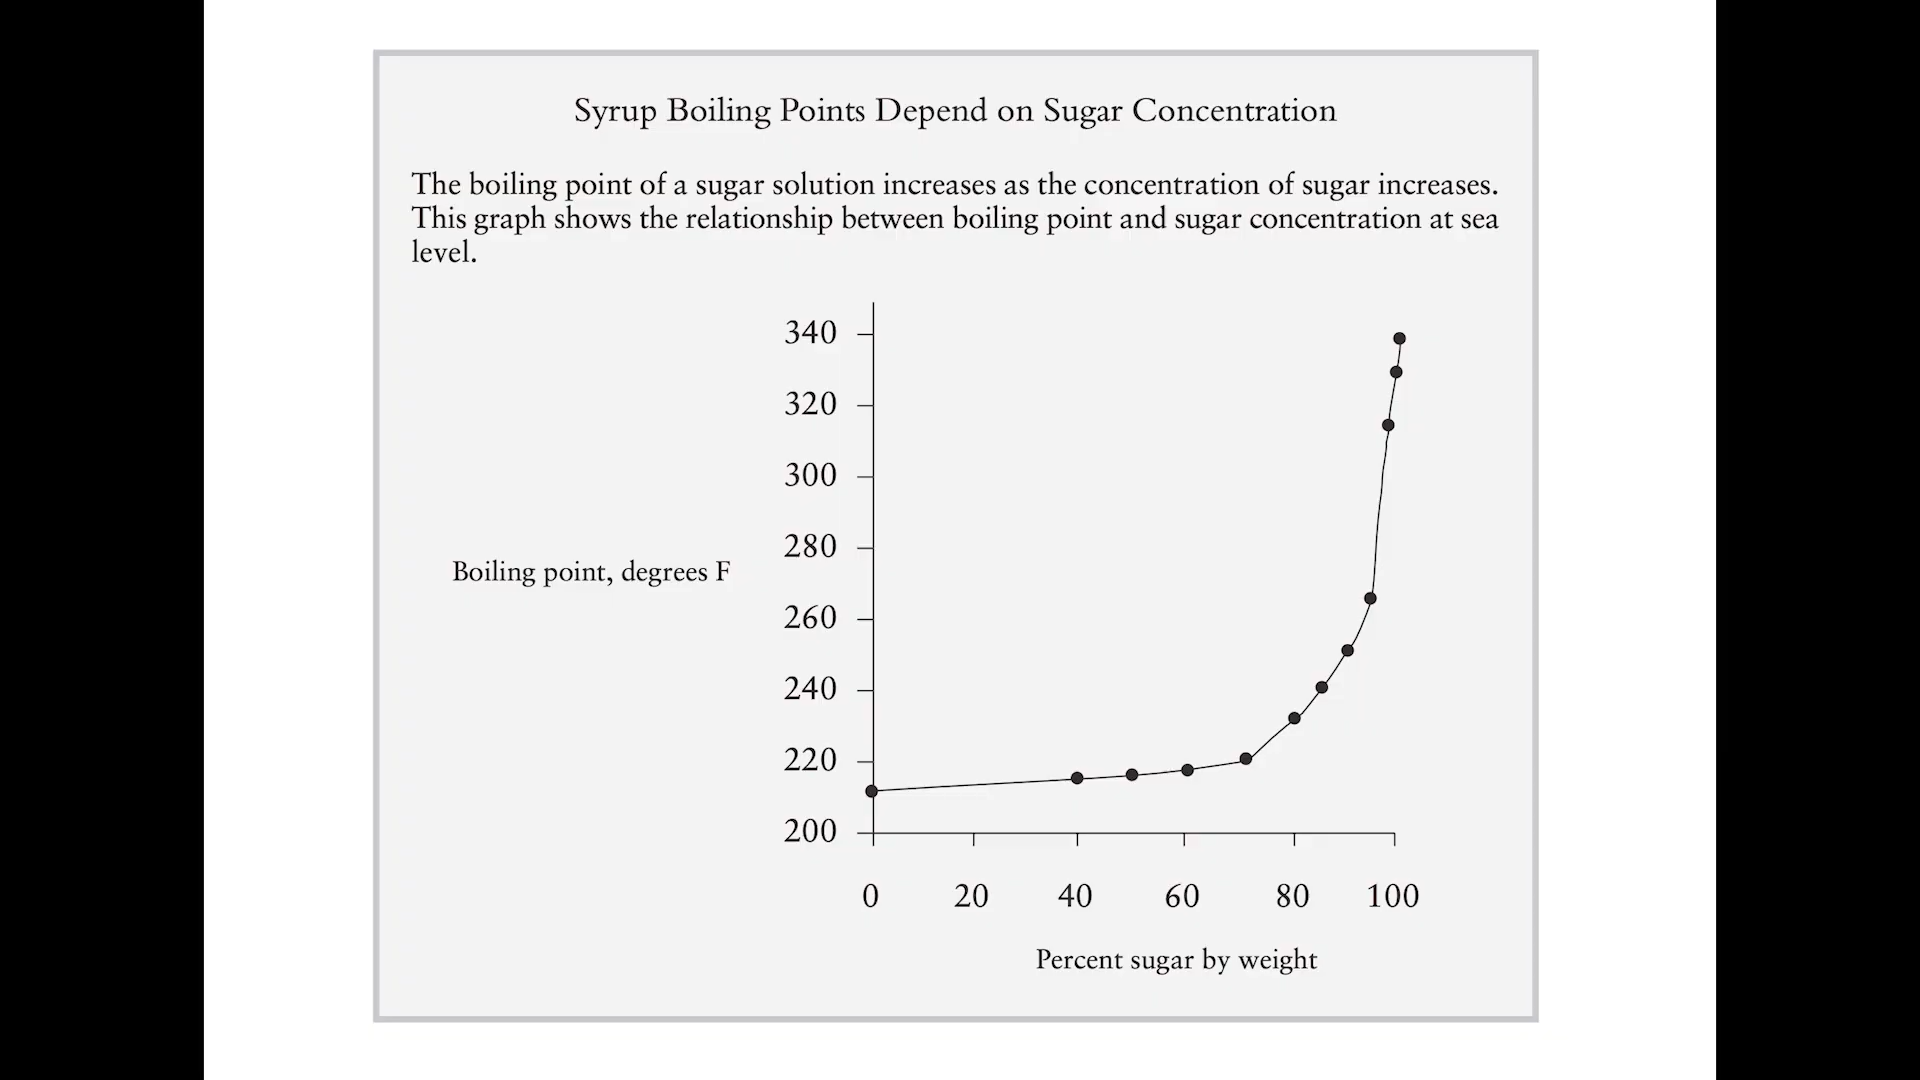 Syrup Boiling Points Depend on Sugar Concentration
The boiling point of a sugar solution increases as the concentration of sugar increases.
This graph shows the relationship between boiling point and sugar concentration at sea
level.
340
320
300
280
Boiling point, degrees F
260
240
220
200
0 20 40 60 80 100
Percent sugar by weight